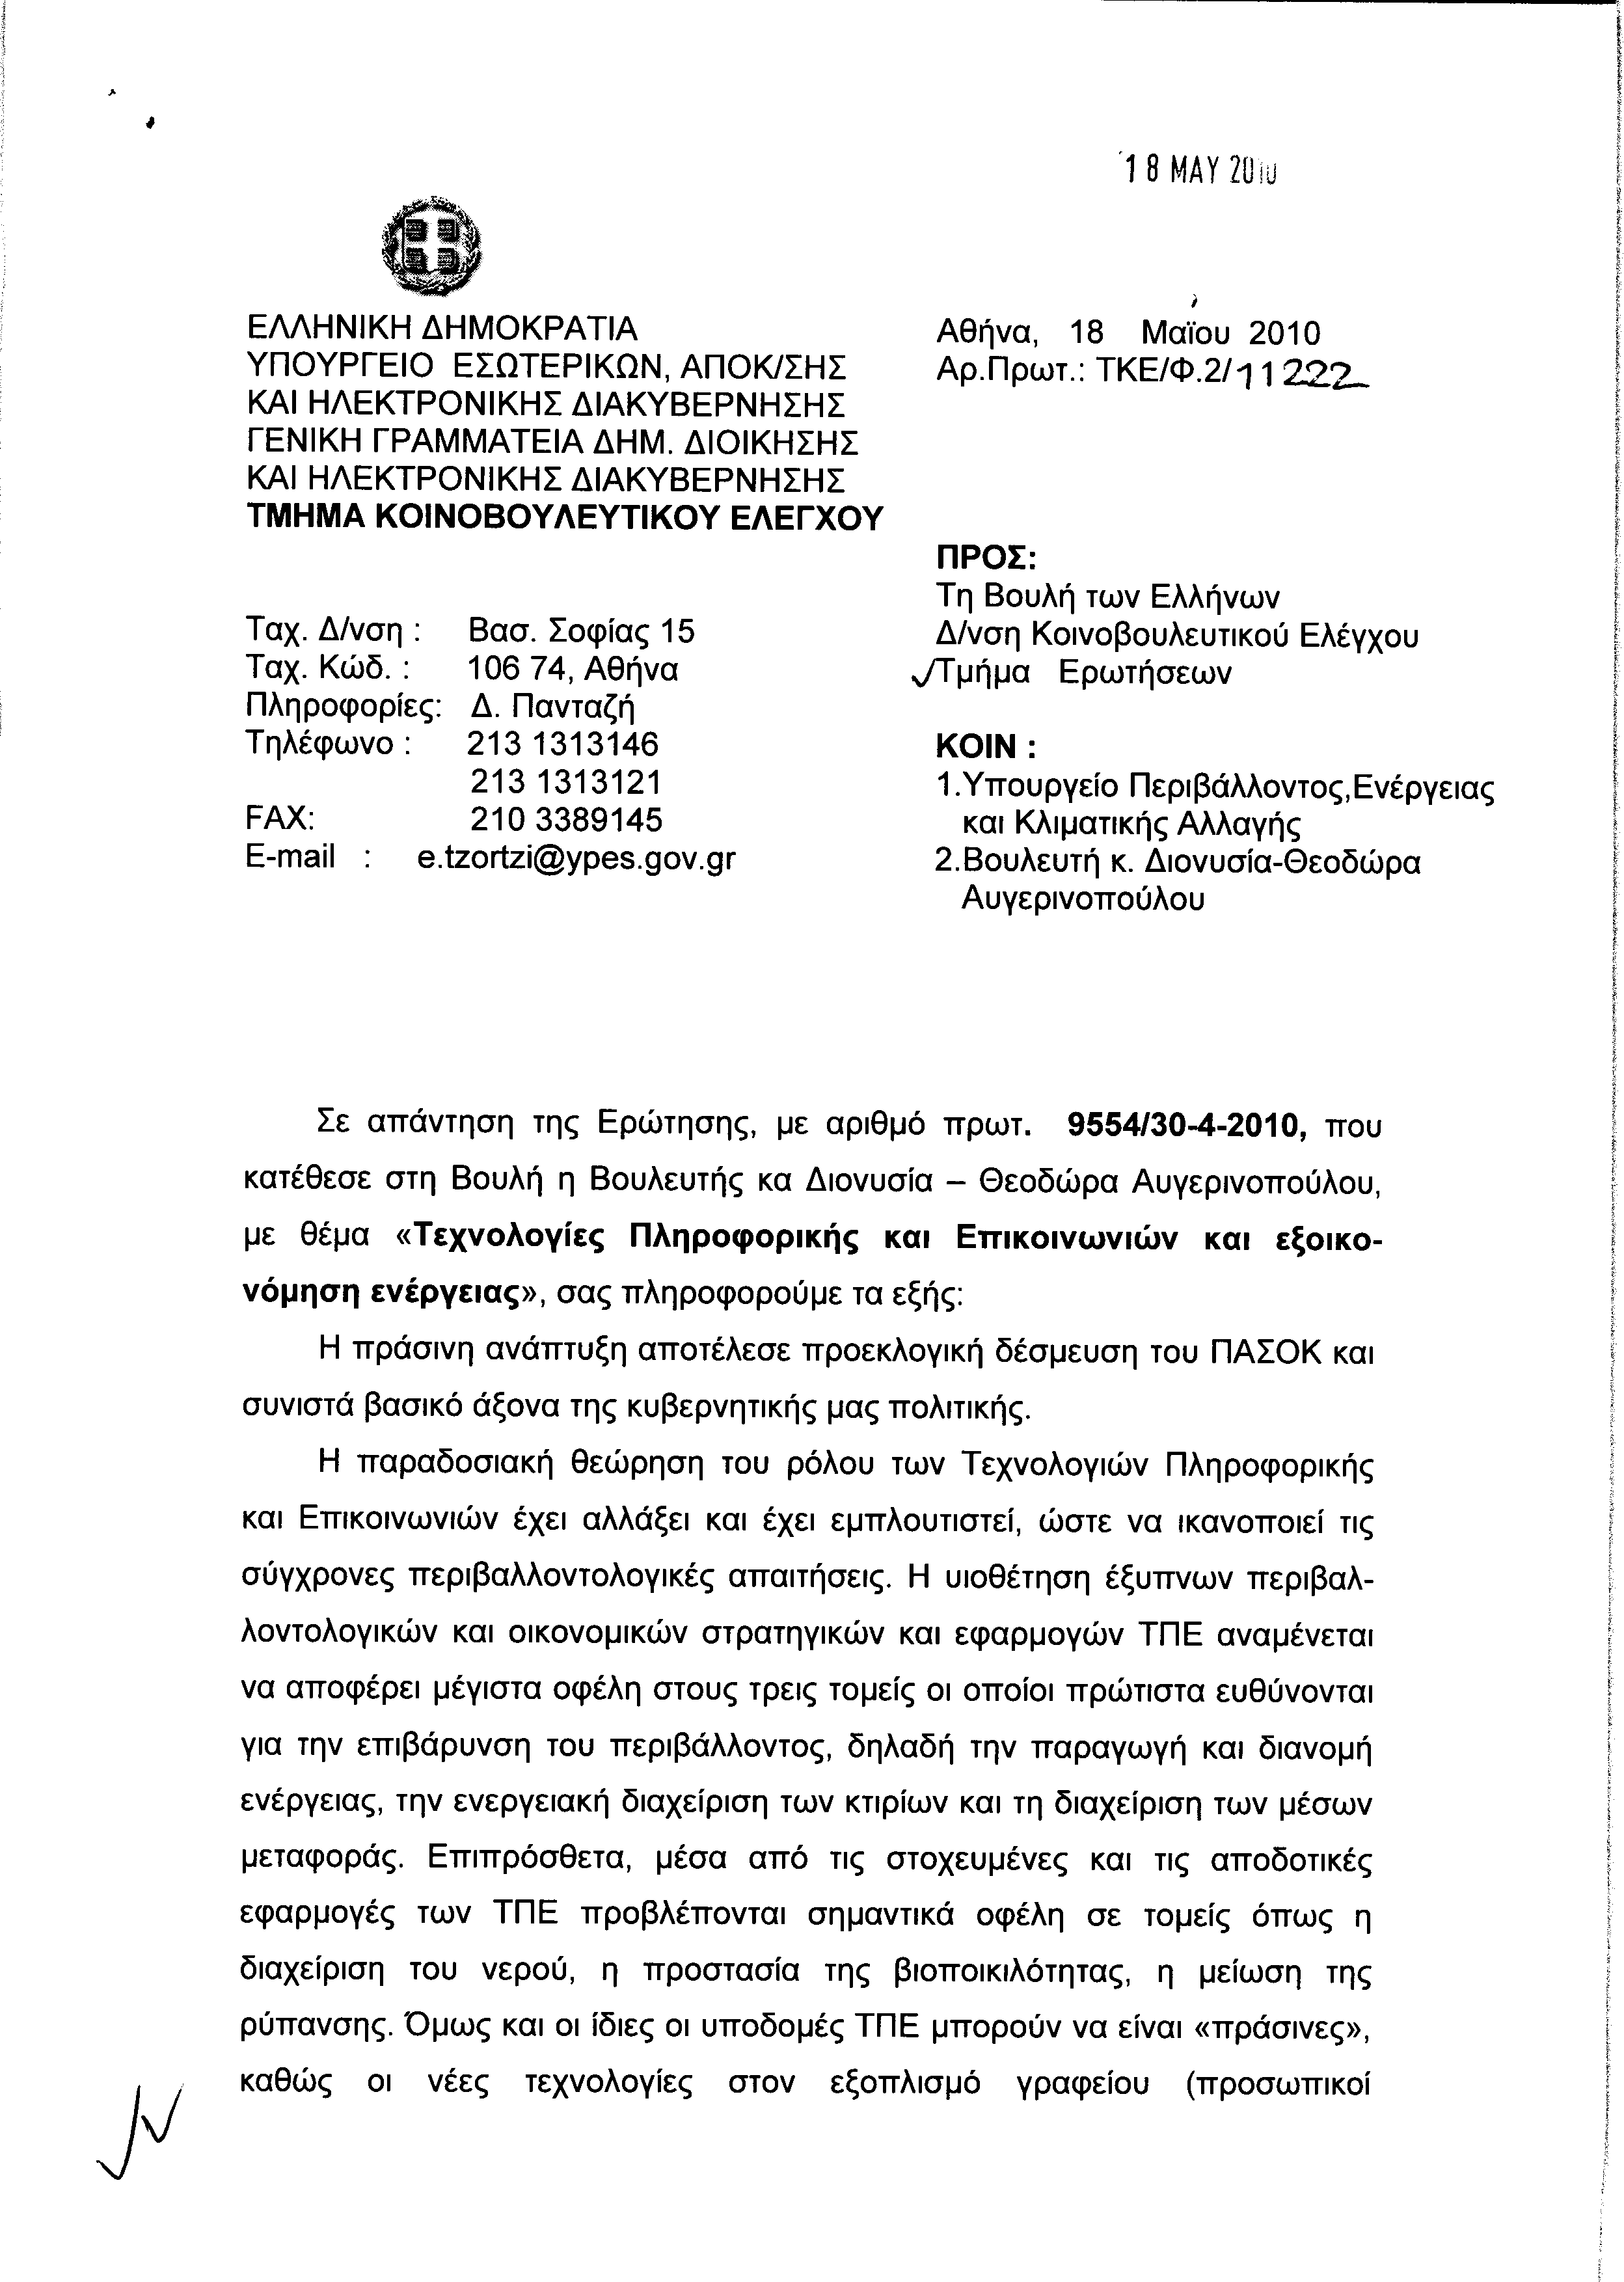 18 MAY 2010
ΕΛΛΗΝΙΚΗ ΔΗΜΟΚΡΑΤΙΑ
ΥΠΟΥΡΓΕΙΟ ΕΣΩΤΕΡΙΚΩΝ, ΑΠΟΚ/ΣΗΣ
ΚΑΙ ΗΛΕΚΤΡΟΝΙΚΗΣ ΔΙΑΚΥΒΕΡΝΗΣΗΣ
ΓΕΝΙΚΗ ΓΡΑΜΜΑΤΕΙΑ ΔΗΜ. ΔΙΟΙΚΗΣΗΣ
ΚΑΙ ΗΛΕΚΤΡΟΝΙΚΗΣ ΔΙΑΚΥΒΕΡΝΗΣΗΣ
ΤΜΗΜΑ ΚΟΙΝΟΒΟΥΛΕΥΤΙΚΟΥ ΕΛΕΓΧΟΥ
Ταχ. Δ/νση : Βασ. Σοφίας 15
Ταχ. Κώδ. : 106 74, Αθήνα
Πληροφορίες: Δ. Πανταζή
Τηλέφωνο : 213 1313146
213 1313121
FAX: 210 3389145
E-mail : e.tzortzi@ypes.gov.gr
Αθήνα, 18 Μαϊου 2010
Αρ.Πρωτ.: ΤΚΕ/Φ.2/11222
ΠΡΟΣ:
Τη Βουλή των Ελλήνων
Δ/νση Κοινοβουλευτικού Ελέγχου
Τμήμα Ερωτήσεων
ΚΟΙΝ :
1.Υπουργείο Περιβάλλοντος,Ενέργειας
και Κλιματικής Αλλαγής
2.Βουλευτή κ. Διονυσία-Θεοδώρα
Αυγερινοπούλου
Σε απάντηση της Ερώτησης, με αριθμό πρωτ. 9554/30-4-2010, που
κατέθεσε στη Βουλή η Βουλευτής κα Διονυσία – Θεοδώρα Αυγερινοπούλου,
με θέμα «Τεχνολογίες Πληροφορικής και Επικοινωνιών και εξοικο-
νόμηση ενέργειας», σας πληροφορούμε τα εξής:
Η πράσινη ανάπτυξη αποτέλεσε προεκλογική δέσμευση του ΠΑΣΟΚ και
συνιστά βασικό άξονα της κυβερνητικής μας πολιτικής.
Η παραδοσιακή θεώρηση του ρόλου των Τεχνολογιών Πληροφορικής
και Επικοινωνιών έχει αλλάξει και έχει εμπλουτιστεί, ώστε να ικανοποιεί τις
σύγχρονες περιβαλλοντολογικές απαιτήσεις. Η υιοθέτηση έξυπνων περιβαλ-
λοντολογικών και οικονομικών στρατηγικών και εφαρμογών ΤΠΕ αναμένεται
να αποφέρει μέγιστα οφέλη στους τρεις τομείς οι οποίοι πρώτιστα ευθύνονται
για την επιβάρυνση του περιβάλλοντος, δηλαδή την παραγωγή και διανομή
ενέργειας, την ενεργειακή διαχείριση των κτιρίων και τη διαχείριση των μέσων
μεταφοράς. Επιπρόσθετα, μέσα από τις στοχευμένες και τις αποδοτικές
εφαρμογές των ΤΠΕ προβλέπονται σημαντικά οφέλη σε τομείς όπως η
διαχείριση του νερού, η προστασία της βιοποικιλότητας, η μείωση της
ρύπανσης. Όμως και οι ίδιες οι υποδομές ΤΠΕ μπορούν να είναι «πράσινες»,
καθώς οι νέες τεχνολογίες στον εξοπλισμό γραφείου (προσωπικοί